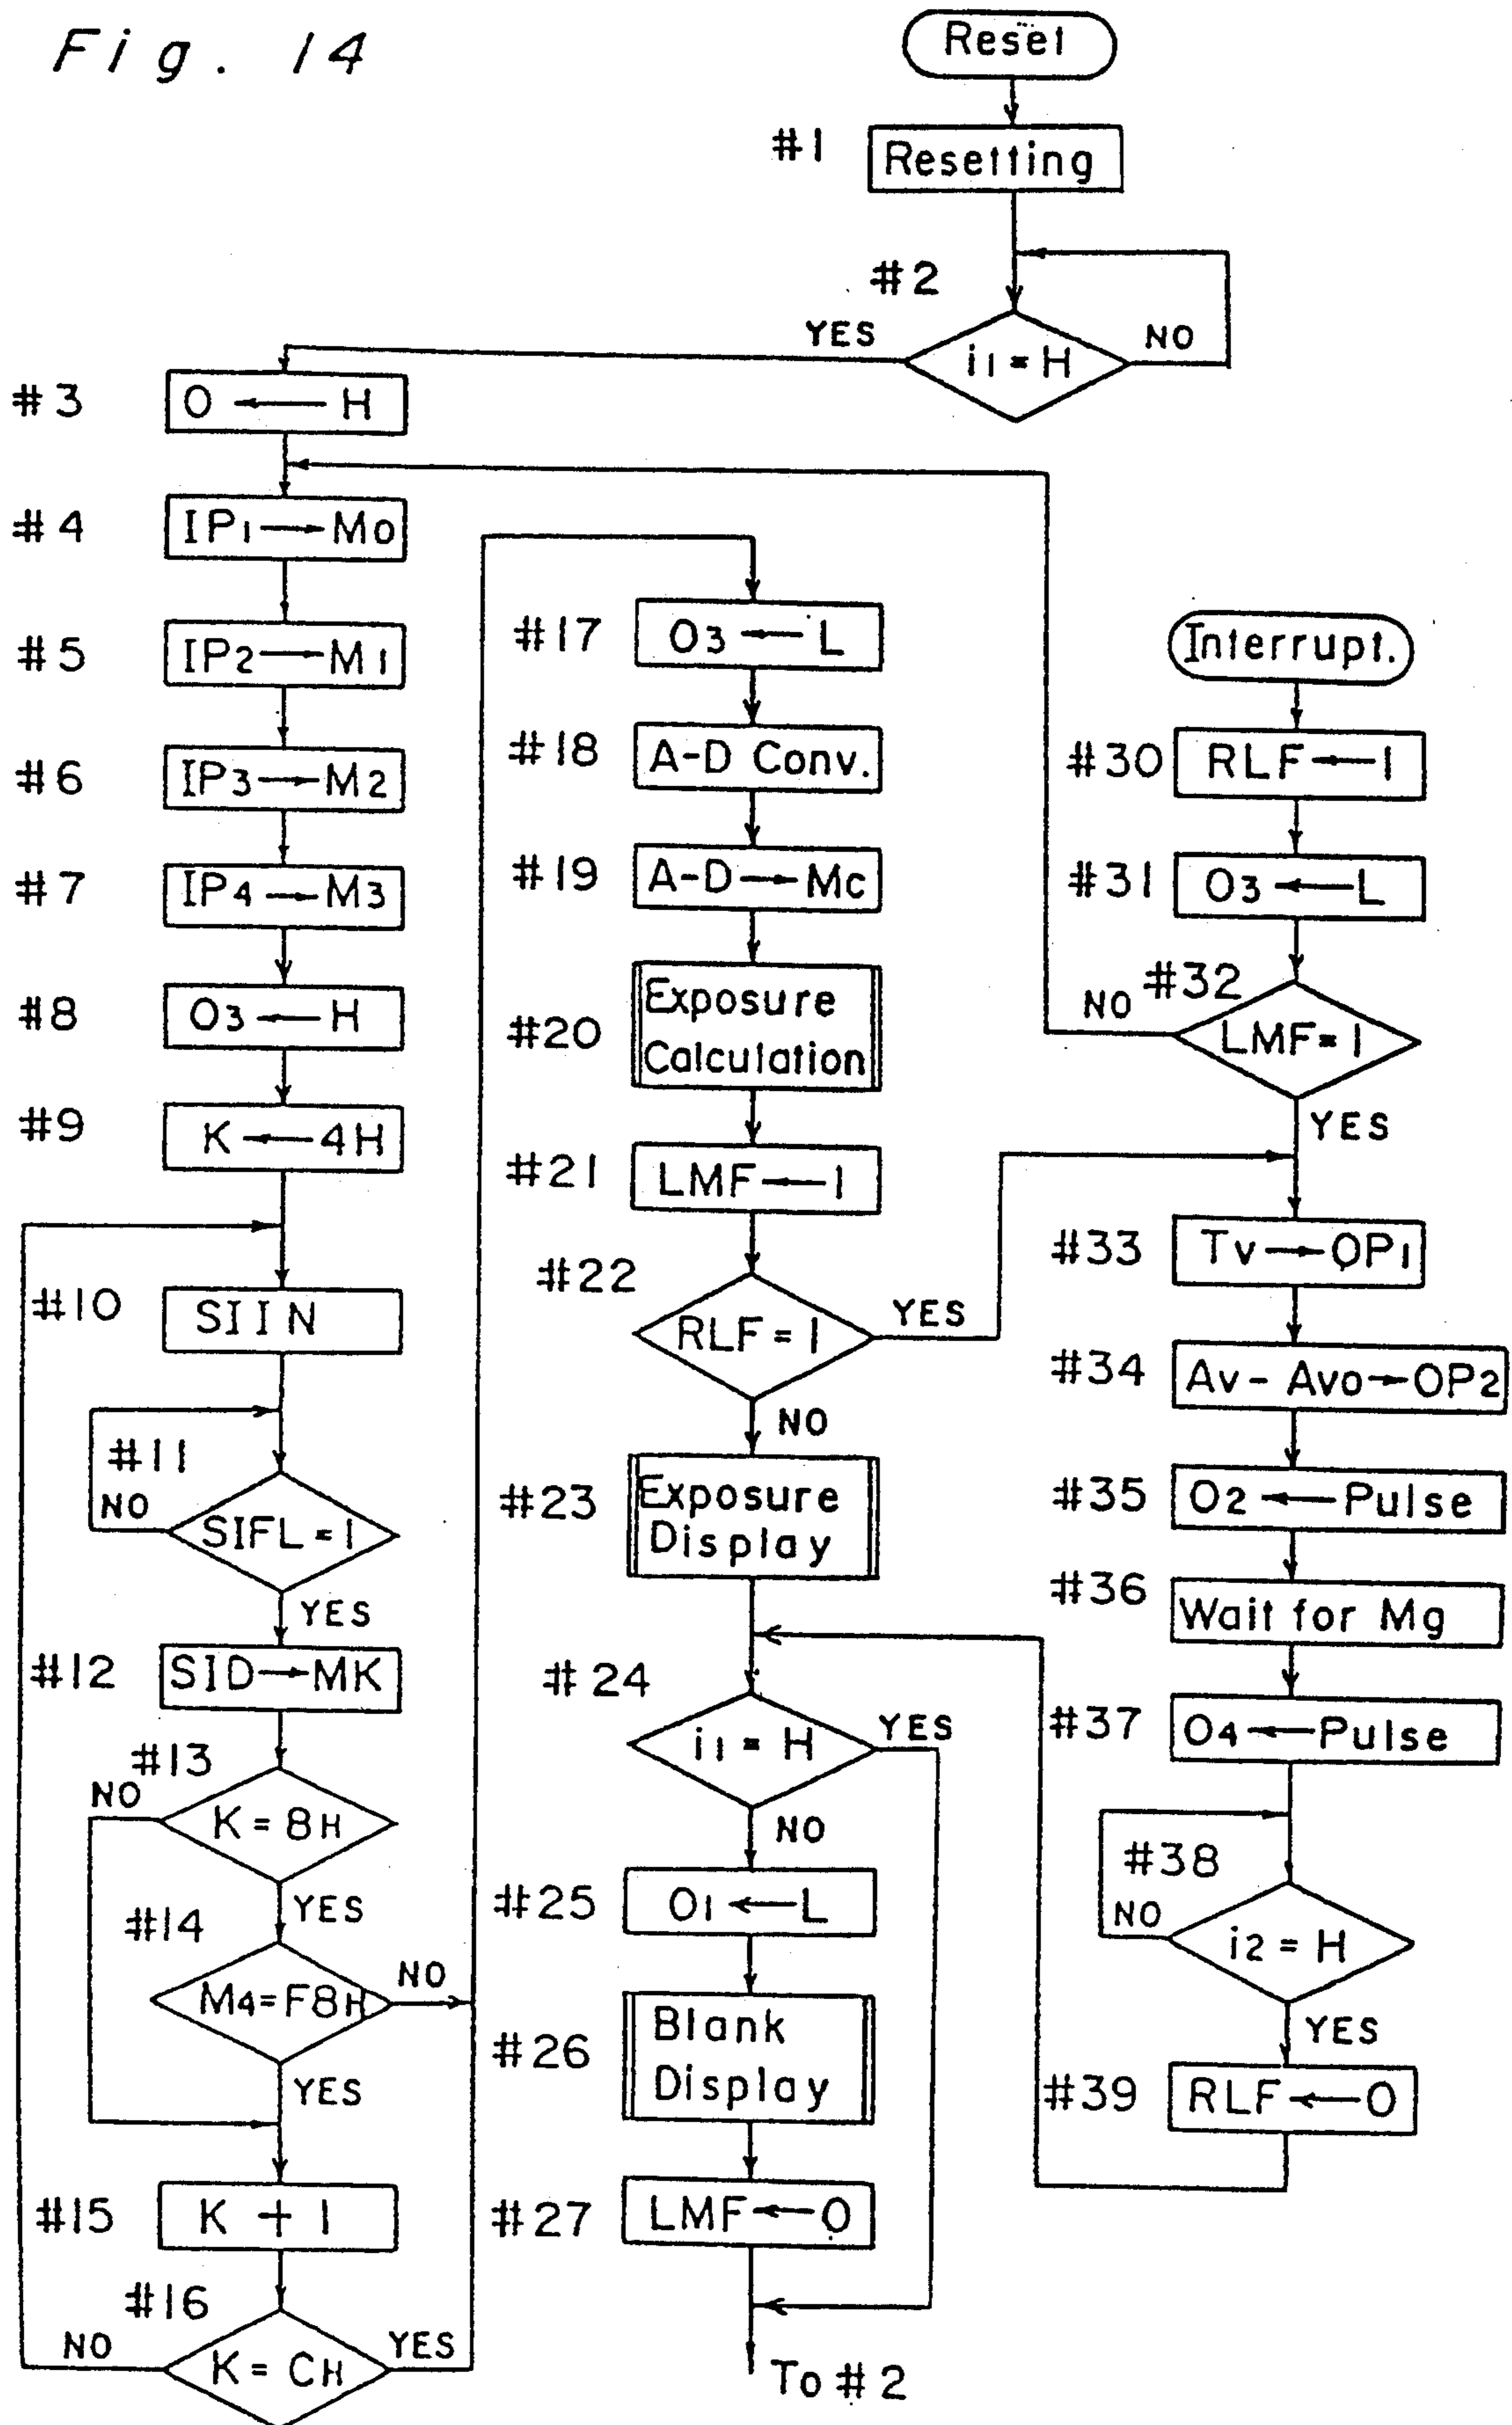 Fig. 14
Reset
#1
Resetting
#2
i1 = H
YES
NO
#3
O ← H
#4
IP1 → M0
#5
IP2 → M1
#6
IP3 → M2
#7
IP4 → M3
#8
O3 ← H
#9
K ← 4H
#10
SIIN
#11
NO
SIFL = 1
YES
#12
SID → MK
#13
NO
K = 8H
YES
#14
M4=F8H
NO
YES
#15
K + 1
#16
NO
K = CH
YES
#17
O3 ← L
#18
A-D Conv.
#19
A-D → Mc
#20
Exposure
Calculation
#21
LMF ← 1
#22
RLF = 1
YES
NO
#23
Exposure
Display
#24
i1 = H
YES
NO
#25
O1 ← L
#26
Blank
Display
#27
LMF ← 0
To #2
Interrupt.
#30
RLF ← 1
#31
O3 ← L
#32
NO
LMF = 1
YES
#33
Tv → OP1
#34
Av - Avo → OP2
#35
O2 ← Pulse
#36
Wait for Mg
#37
O4 ← Pulse
#38
NO
i2 = H
YES
#39
RLF ← 0